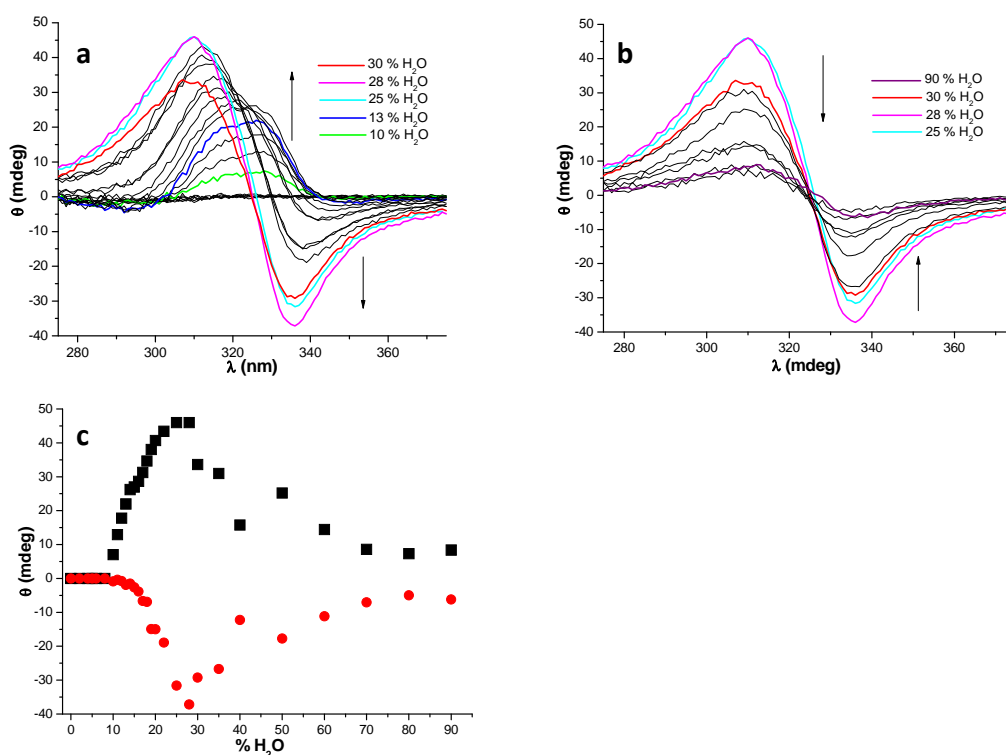 a
50
40
30
20
10
0
-10
-20
-30
-40
θ (mdeg)
30 % H₂O
28 % H₂O
25 % H₂O
13 % H₂O
10 % H₂O
280 300 320 340 360
λ (nm)
b
50
40
30
20
10
0
-10
-20
-30
-40
θ (mdeg)
90 % H₂O
30 % H₂O
28 % H₂O
25 % H₂O
280 300 320 340 360
λ (mdeg)
c
50
40
30
20
10
0
-10
-20
-30
-40
θ (mdeg)
0 10 20 30 40 50 60 70 80 90
% H₂O